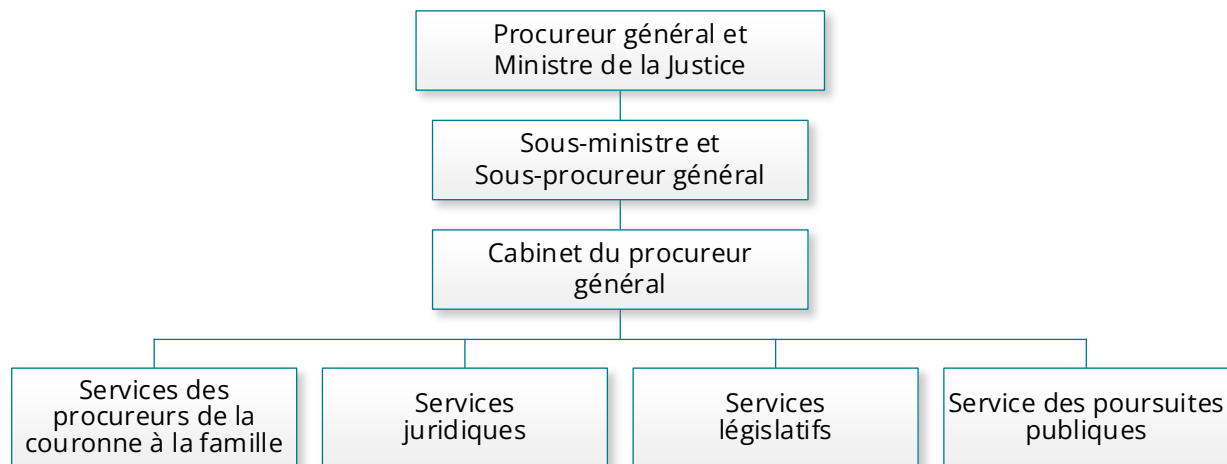 Procureur général et
Ministre de la Justice
Sous-ministre et
Sous-procureur général
Cabinet du procureur
général
Services des
procureurs de la
couronne à la famille
Services
juridiques
Services
législatifs
Service des poursuites
publiques